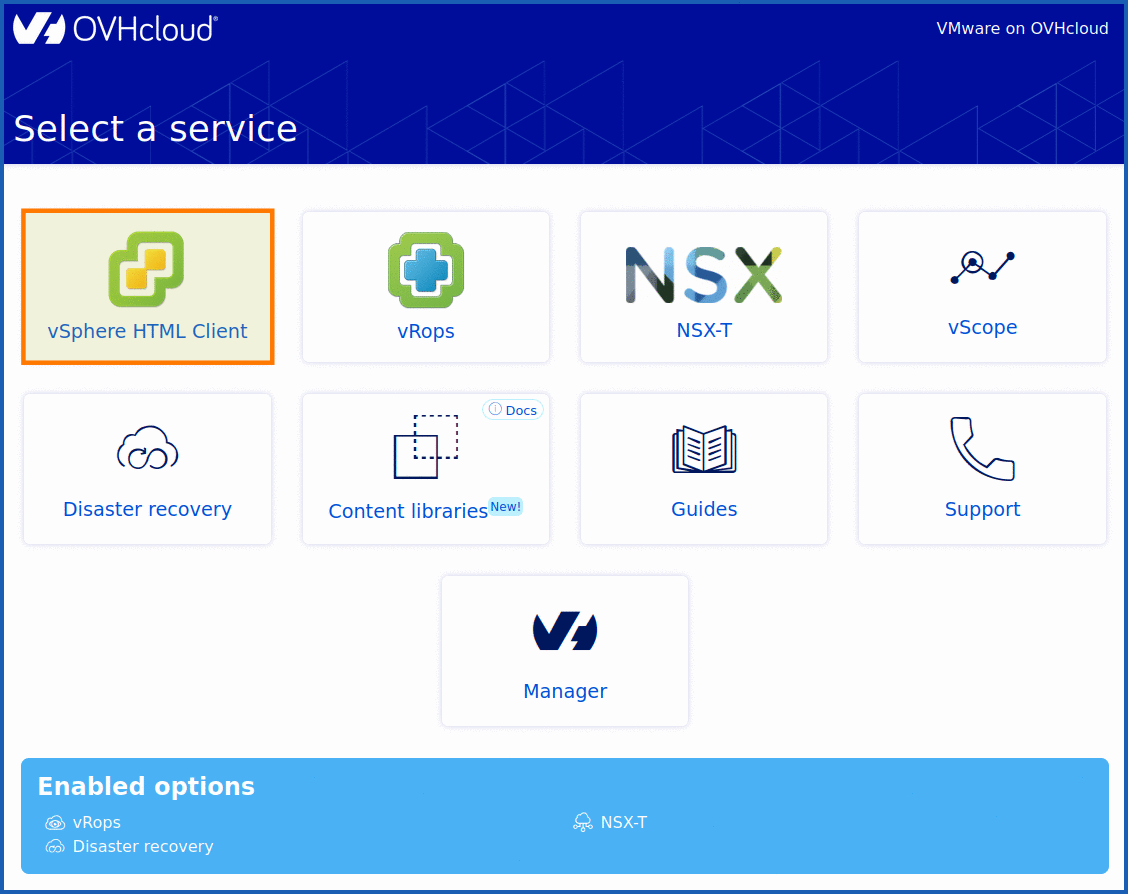 OVHcloud®
VMware on OVHcloud
Select a service
vSphere HTML Client
vRops
NSX
NSX-T
vScope
Disaster recovery
Docs
Content libraries New!
Guides
Support
Manager
Enabled options
vRops
NSX-T
Disaster recovery